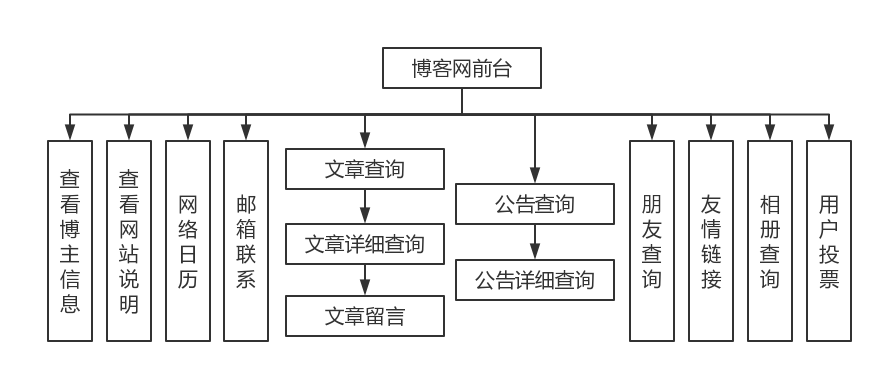 博客网前台
查看博主信息
查看网站说明
网络日历
邮箱联系
文章查询
文章详细查询
文章留言
公告查询
公告详细查询
朋友查询
友情链接
相册查询
用户投票